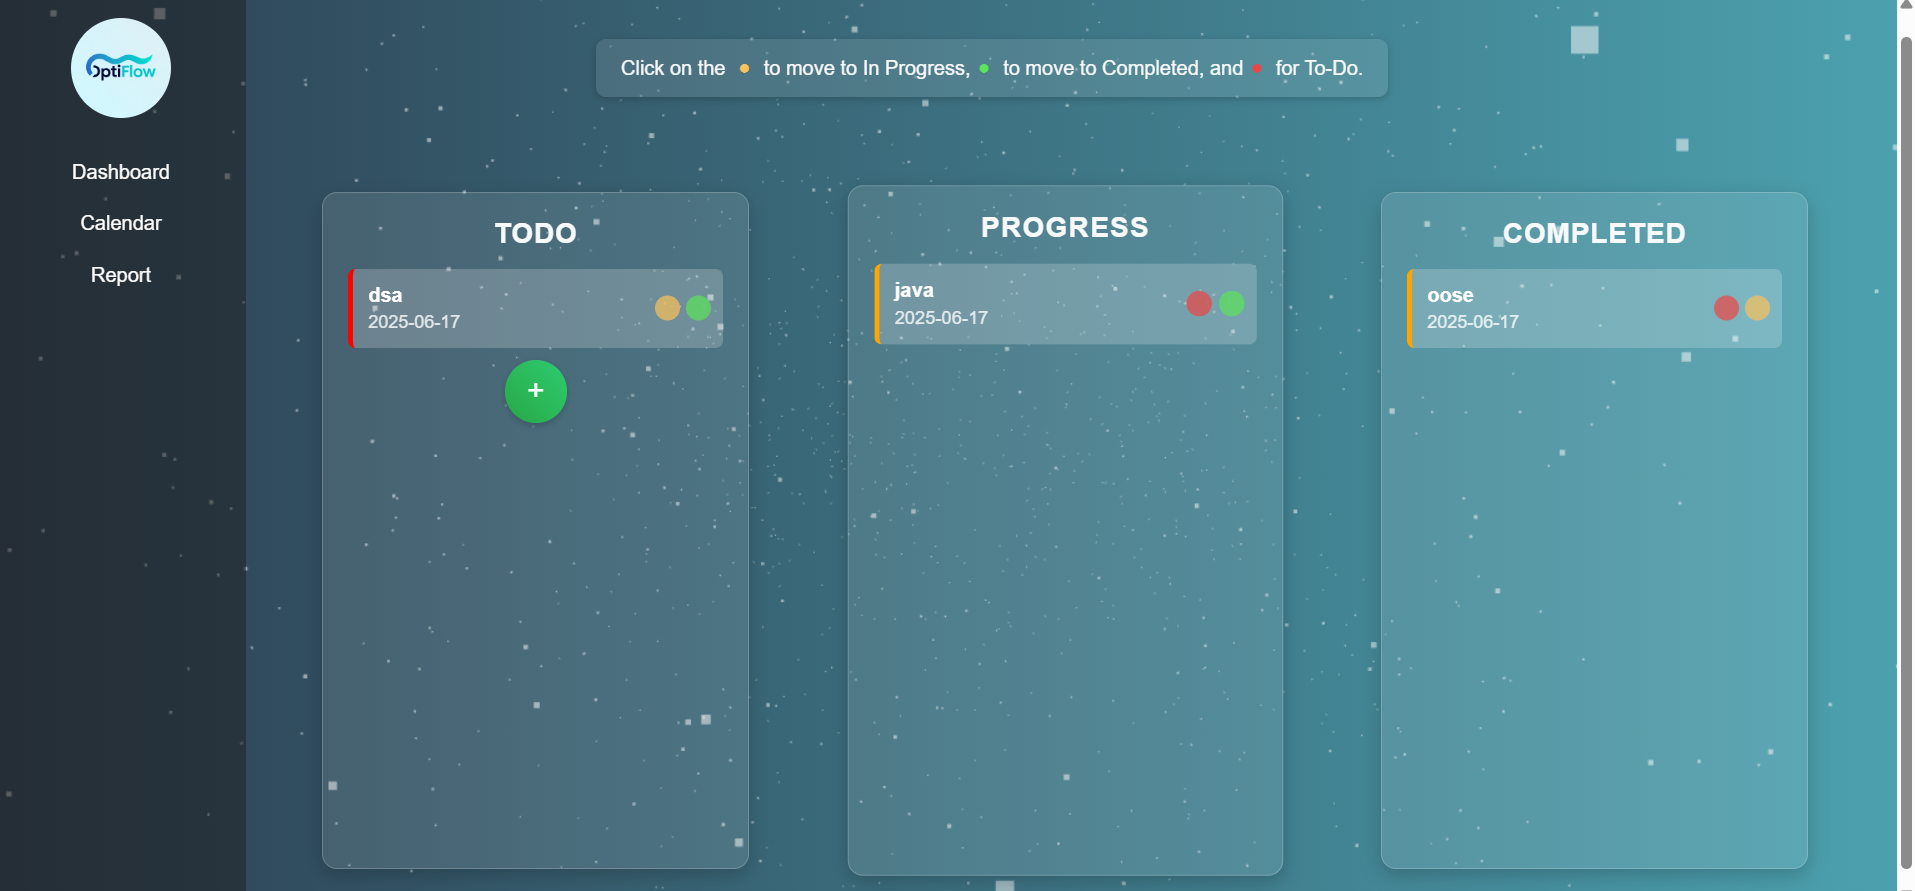 OptiFlow
Dashboard
Calendar
Report
Click on the to move to In Progress, to move to Completed, and for To-Do.
TODO
dsa
2025-06-17
+
PROGRESS
java
2025-06-17
COMPLETED
oose
2025-06-17